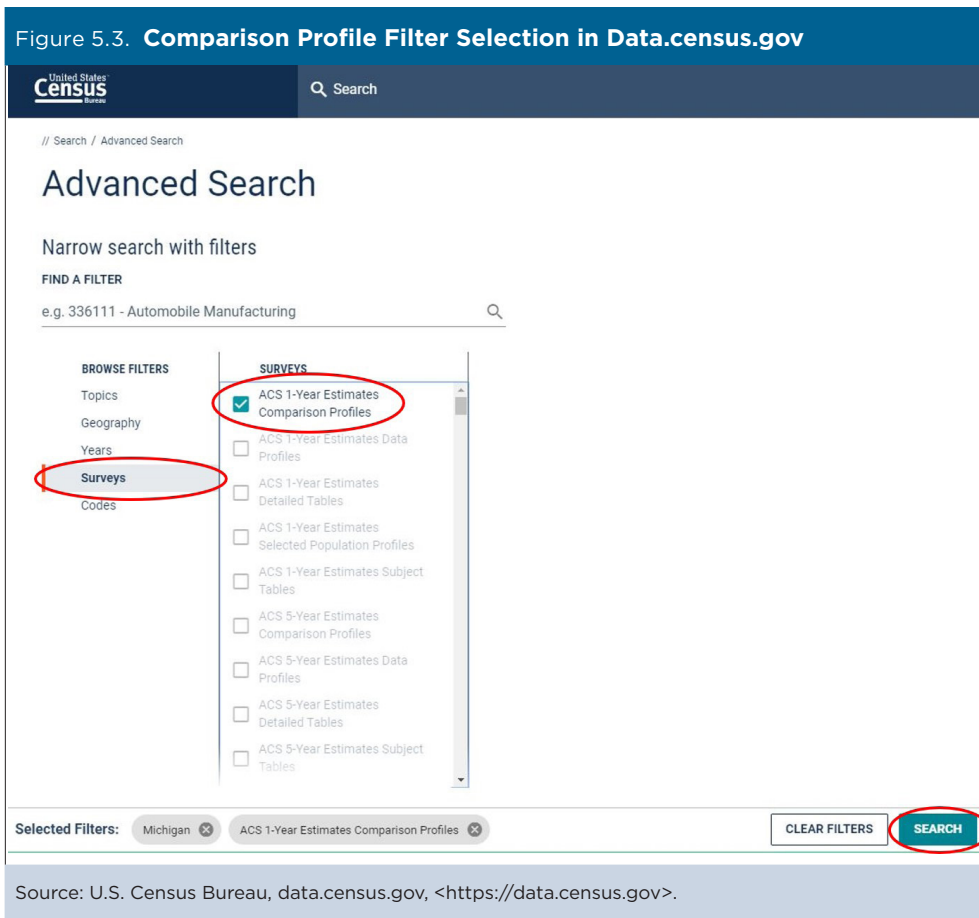 Figure 5.3. Comparison Profile Filter Selection in Data.census.gov
United States™
Census
Bureau
Search
// Search / Advanced Search
Advanced Search
Narrow search with filters
FIND A FILTER
e.g. 336111 - Automobile Manufacturing
BROWSE FILTERS
Topics
Geography
Years
Surveys
Codes
SURVEYS
ACS 1-Year Estimates
Comparison Profiles
ACS 1-Year Estimates Data
Profiles
ACS 1-Year Estimates
Detailed Tables
ACS 1-Year Estimates
Selected Population Profiles
ACS 1-Year Estimates Subject
Tables
ACS 5-Year Estimates
Comparison Profiles
ACS 5-Year Estimates Data
Profiles
ACS 5-Year Estimates
Detailed Tables
ACS 5-Year Estimates Subject
Tables
Selected Filters: Michigan ACS 1-Year Estimates Comparison Profiles CLEAR FILTERS SEARCH
Source: U.S. Census Bureau, data.census.gov, <https://data.census.gov>.